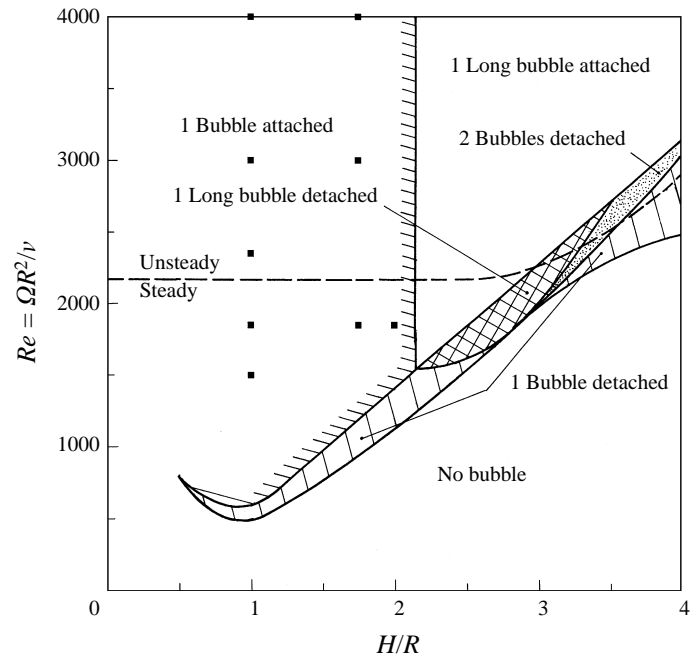 4000
1 Long bubble attached
1 Bubble attached
2 Bubbles detached
3000
1 Long bubble detached
Unsteady
Steady
2000
Re = ΩR²/ν
1 Bubble detached
1000
No bubble
0
1
2
3
4
H/R